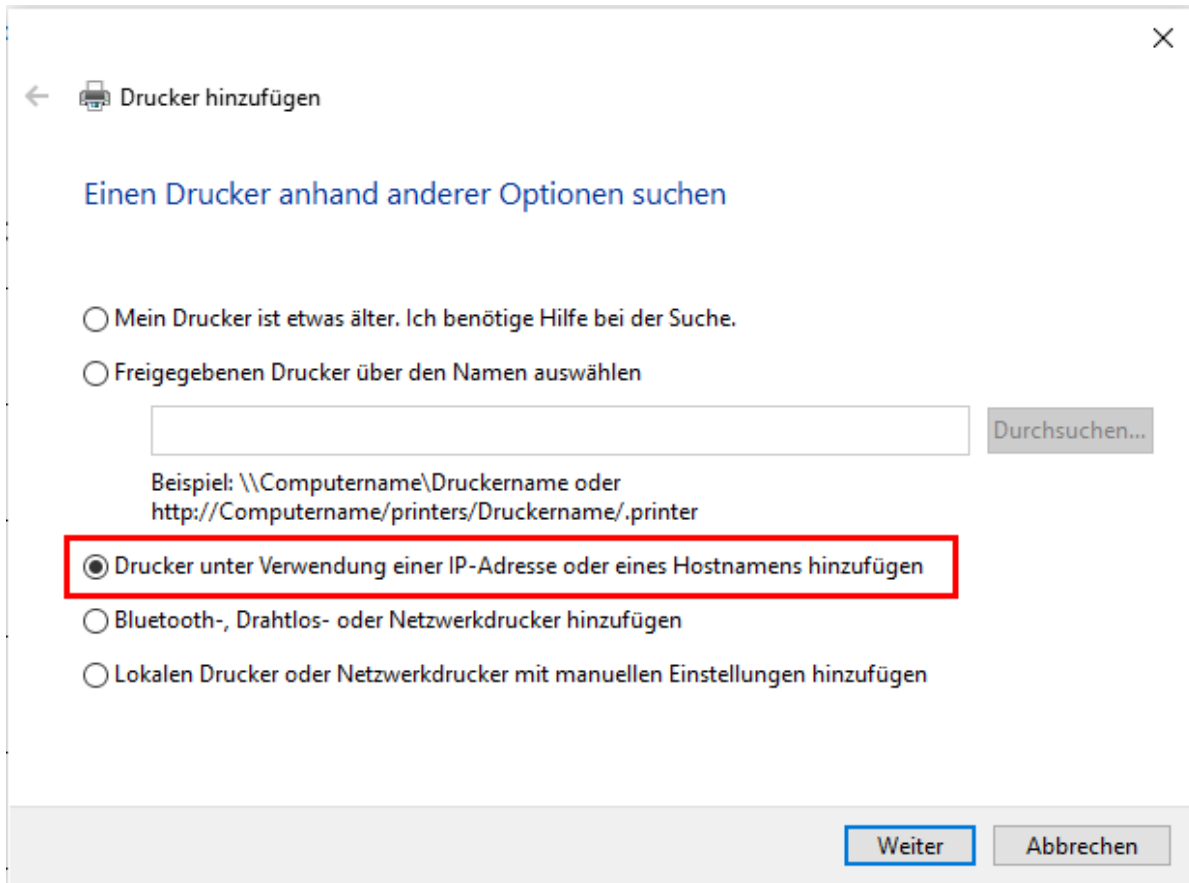 Drucker hinzufügen
Einen Drucker anhand anderer Optionen suchen
Mein Drucker ist etwas älter. Ich benötige Hilfe bei der Suche.
Freigegebenen Drucker über den Namen auswählen
Durchsuchen...
Beispiel: \\Computername\Druckername oder
http://Computername/printers/Druckername/.printer
Drucker unter Verwendung einer IP-Adresse oder eines Hostnamens hinzufügen
Bluetooth-, Drahtlos- oder Netzwerkdrucker hinzufügen
Lokalen Drucker oder Netzwerkdrucker mit manuellen Einstellungen hinzufügen
Weiter Abbrechen